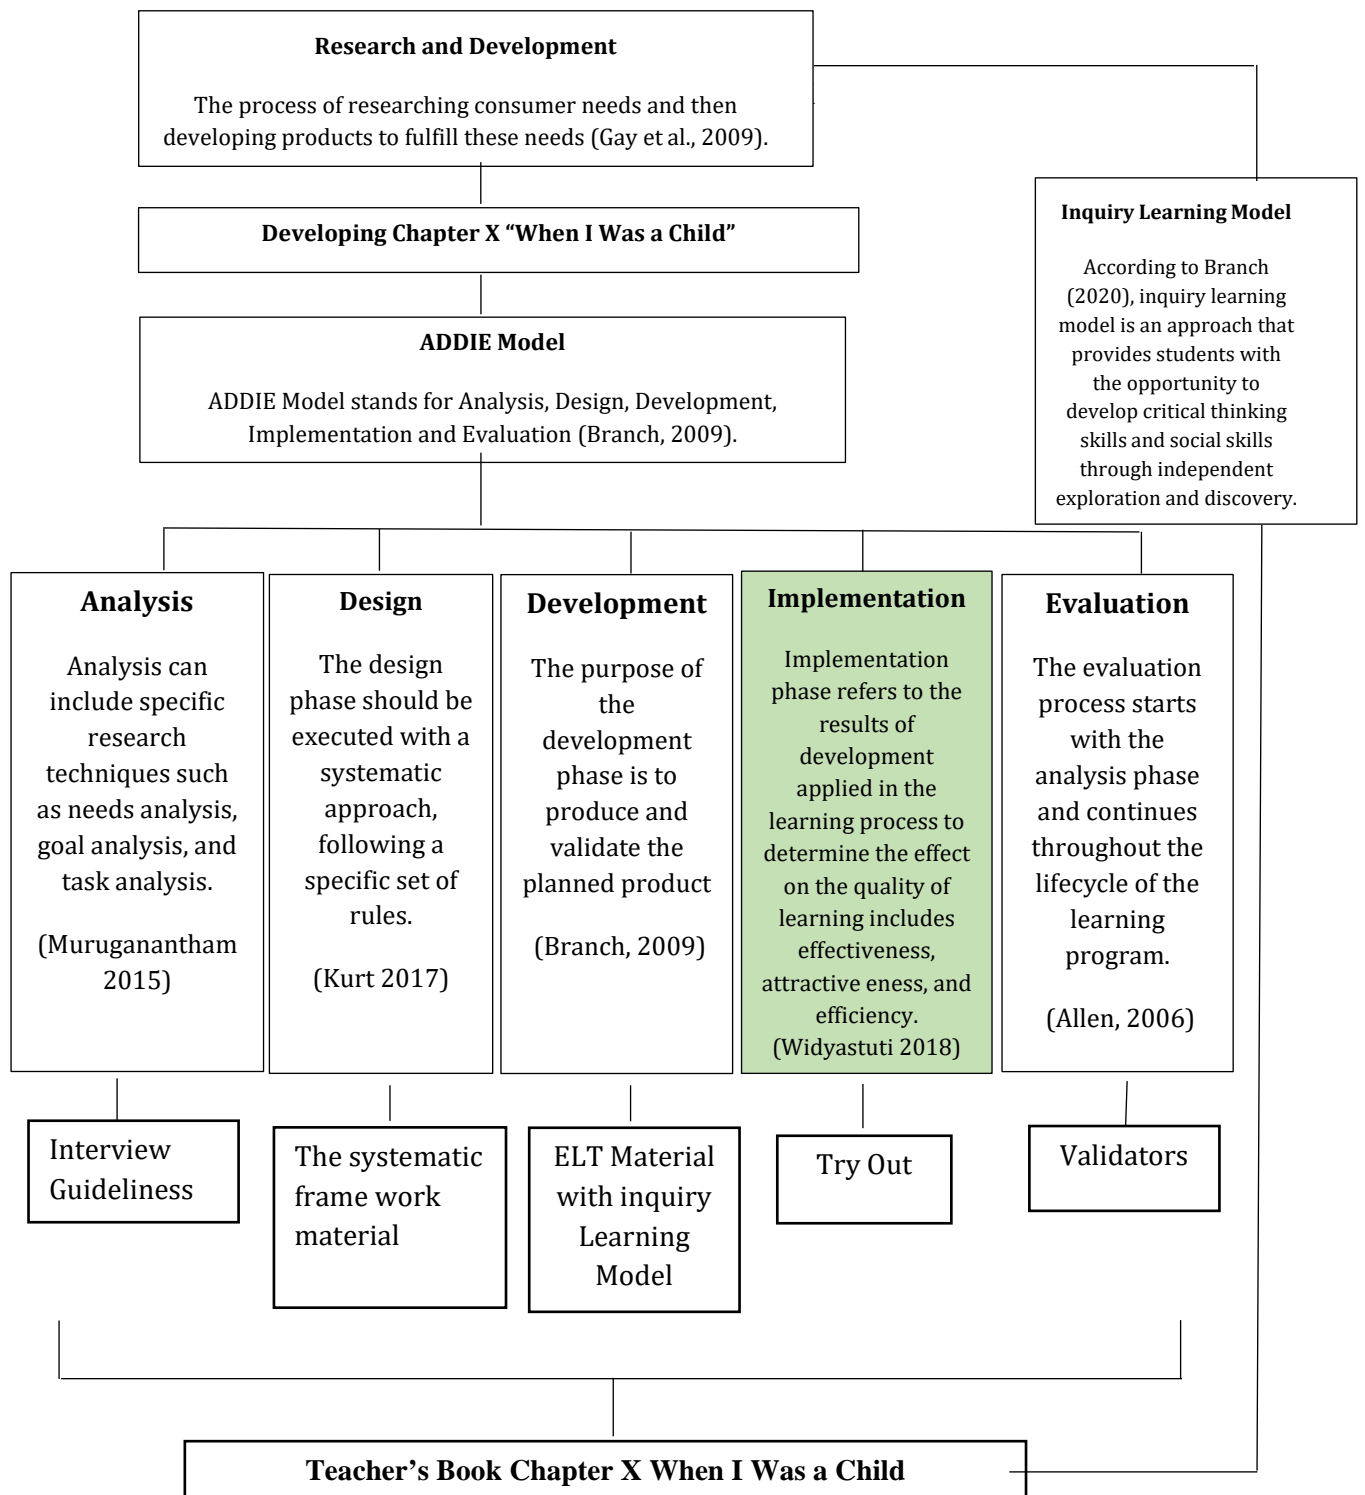 Research and Development
The process of researching consumer needs and then
developing products to fulfill these needs (Gay et al., 2009).
Developing Chapter X “When I Was a Child”
Inquiry Learning Model
According to Branch
(2020), inquiry learning
model is an approach that
provides students with
the opportunity to
develop critical thinking
skills and social skills
through independent
exploration and discovery.
ADDIE Model
ADDIE Model stands for Analysis, Design, Development,
Implementation and Evaluation (Branch, 2009).
Analysis
Analysis can
include specific
research
techniques such
as needs analysis,
goal analysis, and
task analysis.
(Muruganantham
2015)
Design
The design
phase should be
executed with a
systematic
approach,
following a
specific set of
rules.
(Kurt 2017)
Development
The purpose of
the
development
phase is to
produce and
validate the
planned product
(Branch, 2009)
Implementation
Implementation
phase refers to the
results of
development
applied in the
learning process to
determine the effect
on the quality of
learning includes
effectiveness,
attractive eness, and
efficiency.
(Widyastuti 2018)
Evaluation
The evaluation
process starts
with the
analysis phase
and continues
throughout the
lifecycle of the
learning
program.
(Allen, 2006)
Interview
Guideliness
The systematic
frame work
material
ELT Material
with inquiry
Learning
Model
Try Out
Validators
Teacher’s Book Chapter X When I Was a Child